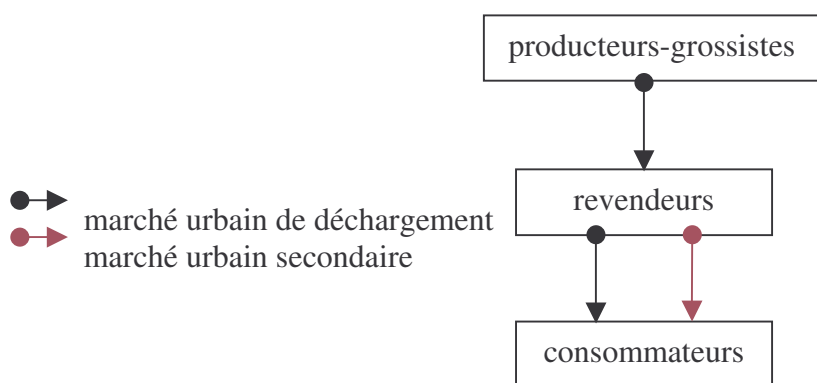 producteurs-grossistes
revendeurs
marché urbain de déchargement
marché urbain secondaire
consommateurs